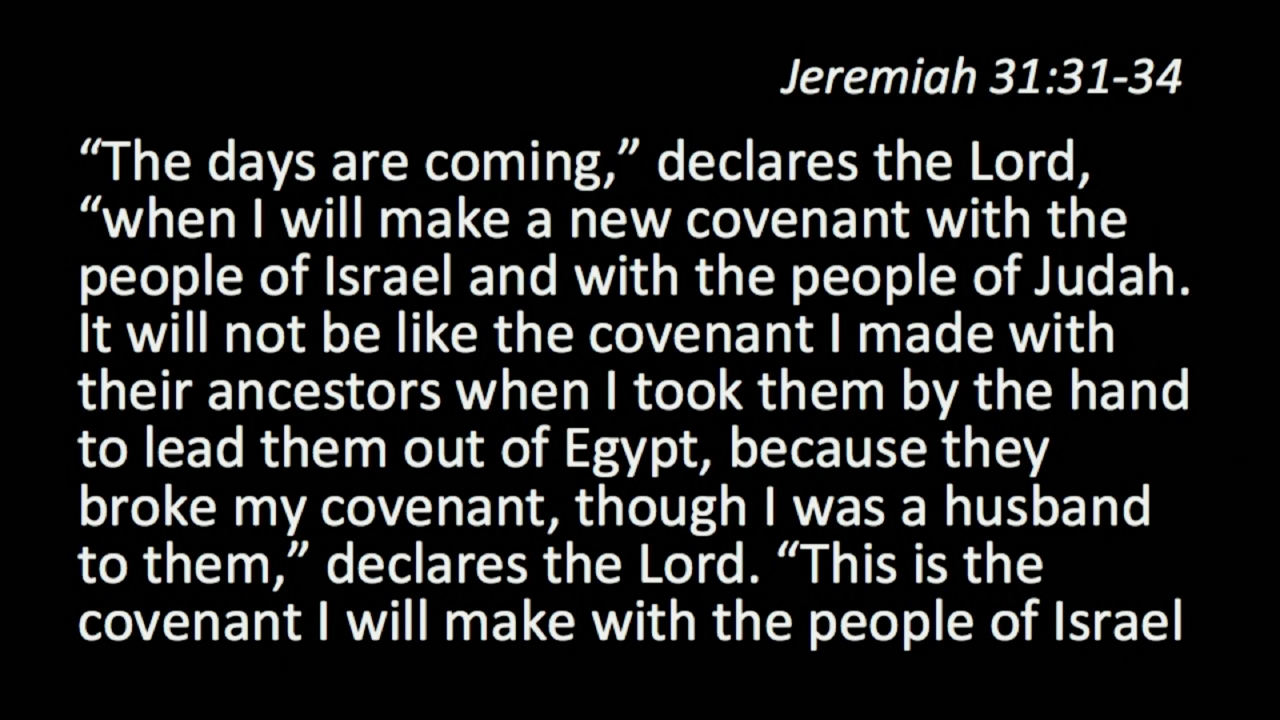 Jeremiah 31:31-34
“The days are coming,” declares the Lord,
“when I will make a new covenant with the
people of Israel and with the people of Judah.
It will not be like the covenant I made with
their ancestors when I took them by the hand
to lead them out of Egypt, because they
broke my covenant, though I was a husband
to them,” declares the Lord. “This is the
covenant I will make with the people of Israel